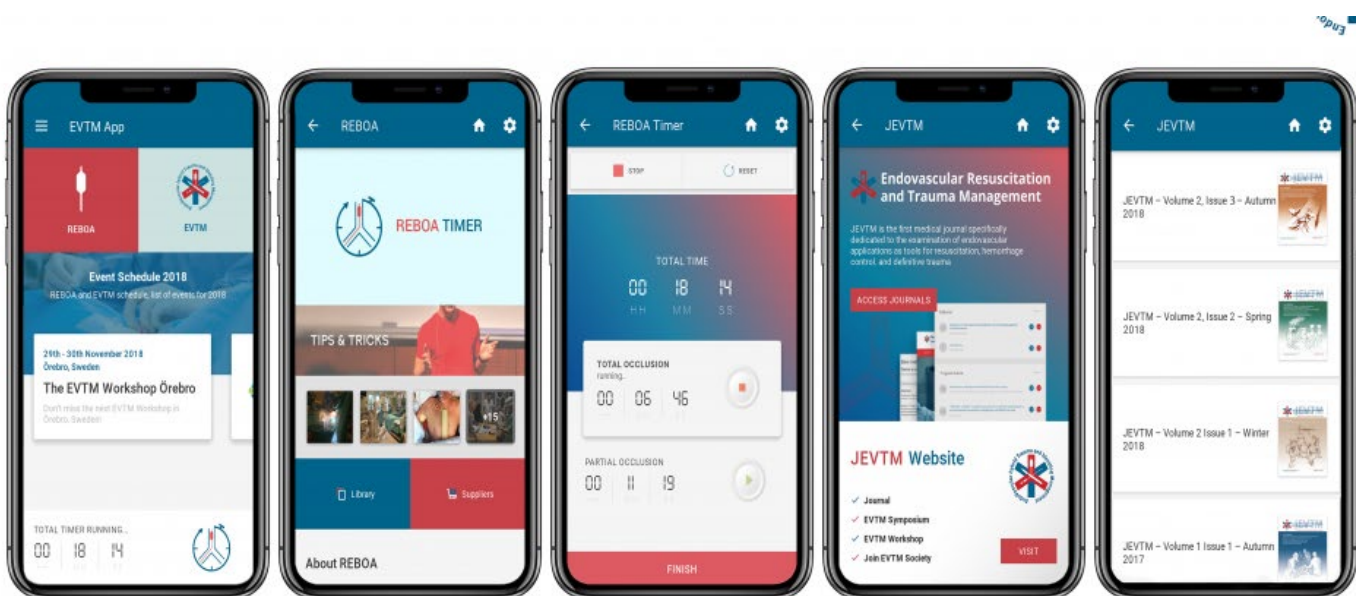 Endo
EVTM App
REBOA
EVTM
Event Schedule 2018
REBOA and EVTM schedule, list of events for 2018
29th - 30th November 2018
Örebro, Sweden
The EVTM Workshop Örebro
Don't miss the next EVTM Workshop in
Örebro, Sweden
TOTAL TIMER RUNNING...
00 18 14
REBOA
REBOA TIMER
TIPS & TRICKS
+15
Library
Suppliers
About REBOA
REBOA Timer
STOP
RESET
TOTAL TIME
00 18 14
HH MM SS
TOTAL OCCLUSION
running..
00 06 46
PARTIAL OCCLUSION
00 11 19
FINISH
JEVTM
Endovascular Resuscitation
and Trauma Management
JEVTM is the first medical journal specifically
dedicated to the examination of endovascular
applications as tools for resuscitation, hemorrhage
control, and definitive trauma
ACCESS JOURNALS
JEVTM Website
Journal
EVTM Symposium
EVTM Workshop
Join EVTM Society
VISIT
JEVTM
JEVTM – Volume 2, Issue 3 – Autumn
2018
JEVTM
JEVTM – Volume 2, Issue 2 – Spring
2018
JEVTM
JEVTM – Volume 2 Issue 1 – Winter
2018
JEVTM
JEVTM – Volume 1 Issue 1 – Autumn
2017
JEVTM